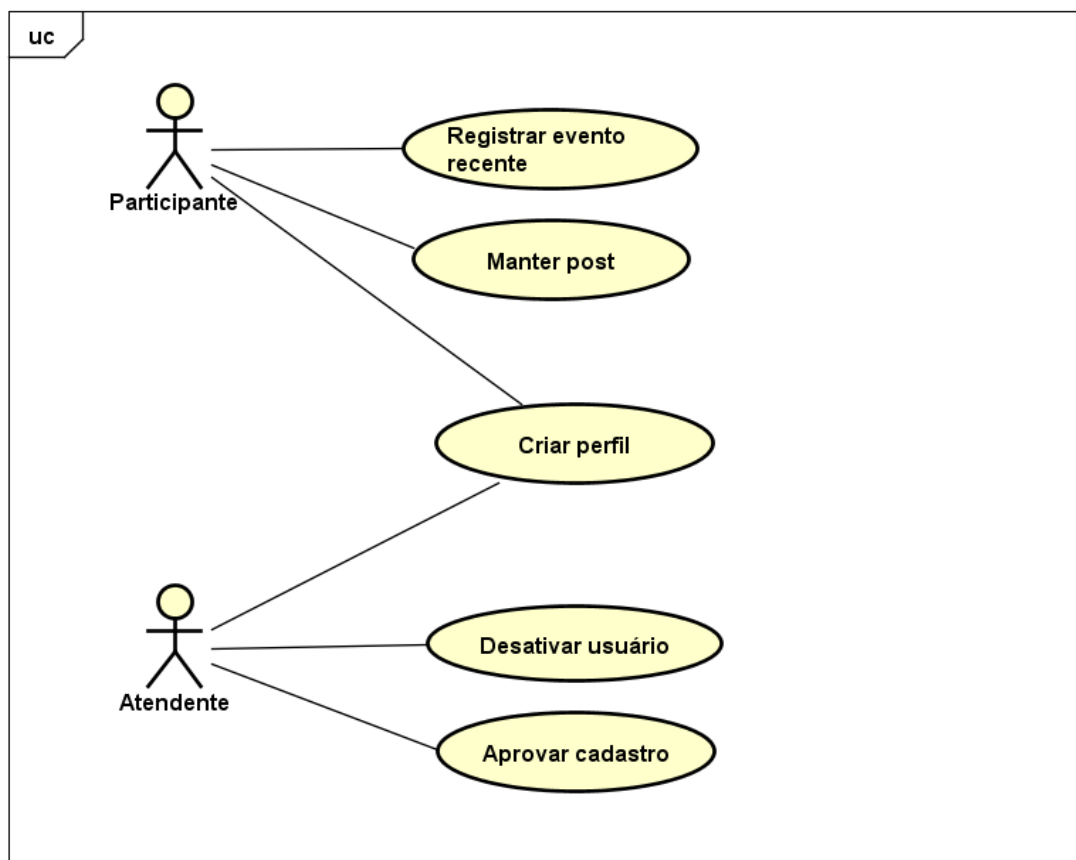 uc
Registrar evento
recente
Participante
Manter post
Criar perfil
Desativar usuário
Atendente
Aprovar cadastro